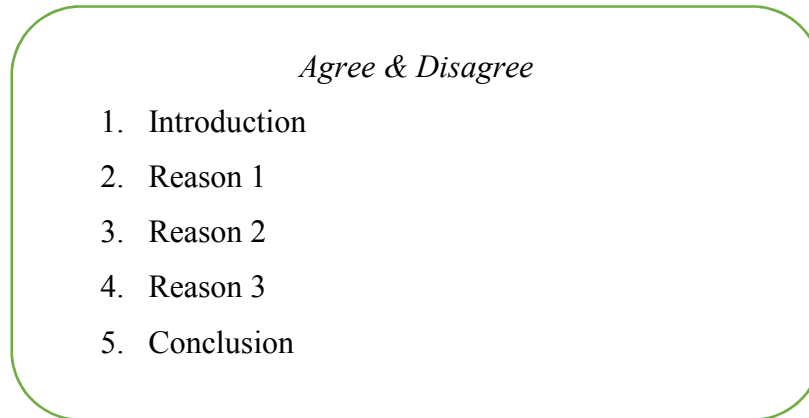 Agree & Disagree
1. Introduction
2. Reason 1
3. Reason 2
4. Reason 3
5. Conclusion